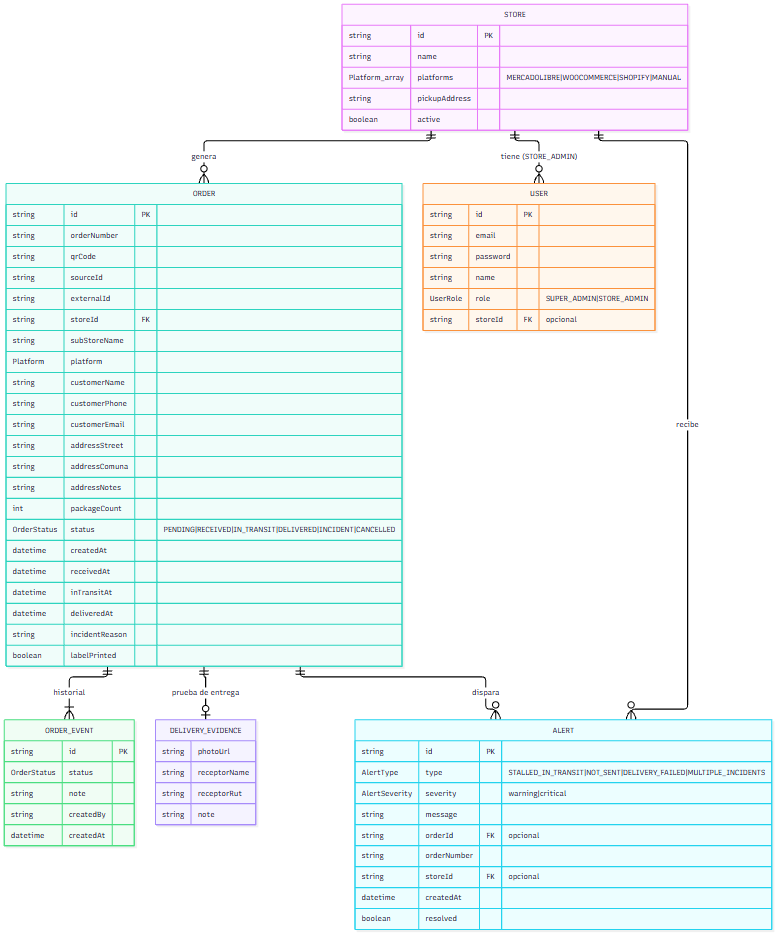 STORE
string id PK
string name
Platform_array platforms MERCADOLIBRE|WOOCOMMERCE|SHOPIFY|MANUAL
string pickupAddress
boolean active
genera
tiene (STORE_ADMIN)
ORDER
string id PK
string orderNumber
string qrCode
string sourceId
string externalId
string storeId FK
string subStoreName
Platform platform
string customerName
string customerPhone
string customerEmail
string addressStreet
string addressComuna
string addressNotes
int packageCount
OrderStatus status PENDING|RECEIVED|IN_TRANSIT|DELIVERED|INCIDENT|CANCELLED
datetime createdAt
datetime receivedAt
datetime inTransitAt
datetime deliveredAt
string incidentReason
boolean labelPrinted
USER
string id PK
string email
string password
string name
UserRole role SUPER_ADMIN|STORE_ADMIN
string storeId FK opcional
recibe
historial
prueba de entrega
dispara
ORDER_EVENT
string id PK
OrderStatus status
string note
string createdBy
datetime createdAt
DELIVERY_EVIDENCE
string photoUrl
string receptorName
string receptorRut
string note
ALERT
string id PK
AlertType type STALLED_IN_TRANSIT|NOT_SENT|DELIVERY_FAILED|MULTIPLE_INCIDENTS
AlertSeverity severity warning|critical
string message
string orderId FK opcional
string orderNumber
string storeId FK opcional
datetime createdAt
boolean resolved